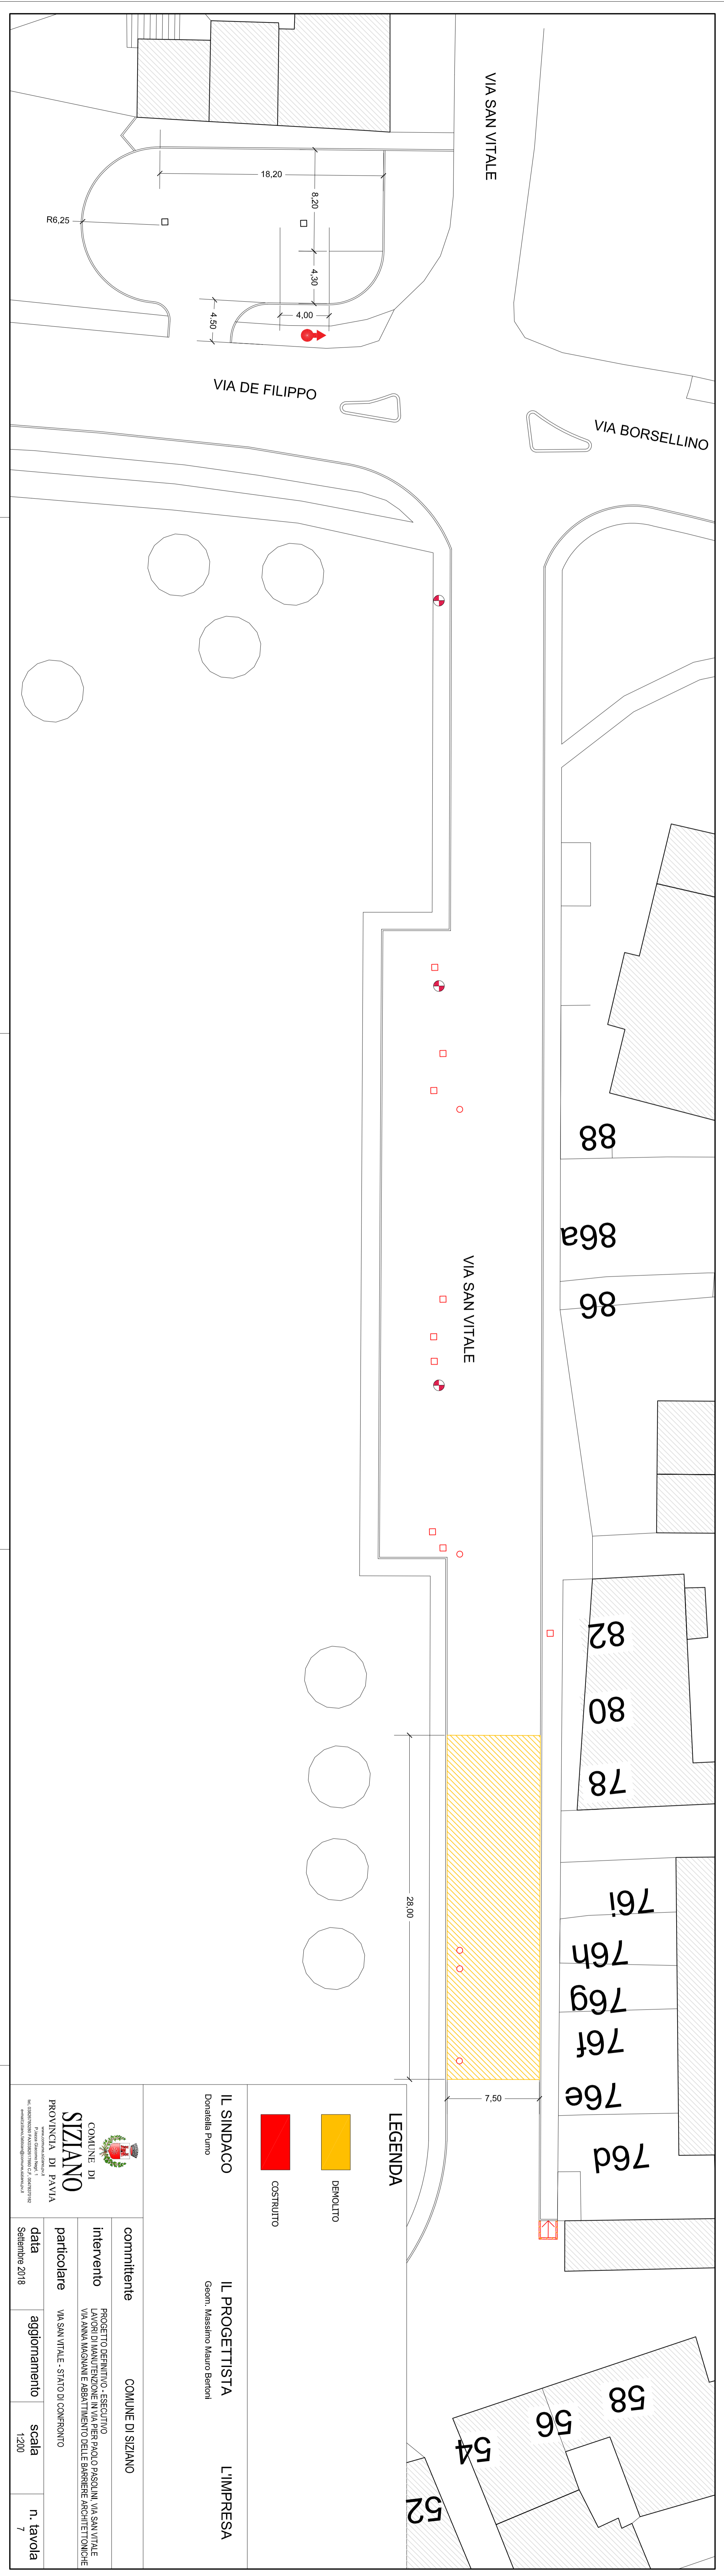 VIA SAN VITALE
18,20
8,20
R6,25
4,30
4,00
4,50
VIA DE FILIPPO
VIA BORSELLINO
88
86a
86
VIA SAN VITALE
82
80
78
28,00
76i
76h
76g
76f
76e
76d
7,50
58
56
54
52
LEGENDA
DEMOLITO
COSTRUITO
IL SINDACO
Donatella Pumo
IL PROGETTISTA
Geom. Massimo Mauro Bertoni
L'IMPRESA
COMUNE DI
SIZIANO
PROVINCIA DI PAVIA
committente
COMUNE DI SIZIANO
intervento
PROGETTO DEFINITIVO - ESECUTIVO
LAVORI DI MANUTENZIONE IN VIA PIER PAOLO PASOLINI, VIA SAN VITALE
VIA ANNA MAGNANI E ABBATTIMENTO DELLE BARRIERE ARCHITETTONICHE
particolare
VIA SAN VITALE - STATO DI CONFRONTO
data
Settembre 2018
aggiornamento
scala
1:200
n. tavola
7